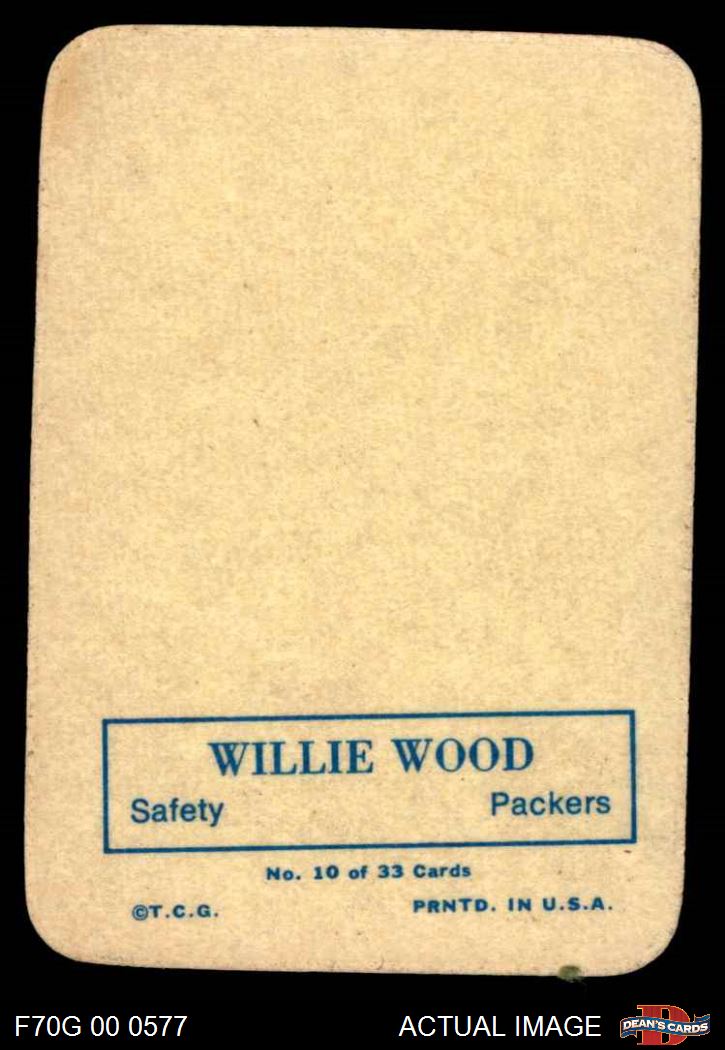 WILLIE WOOD
Safety Packers
No. 10 of 33 Cards
©T.C.G. PRNTD. IN U.S.A.
F70G 00 0577 ACTUAL IMAGE D DEAN'S CARDS